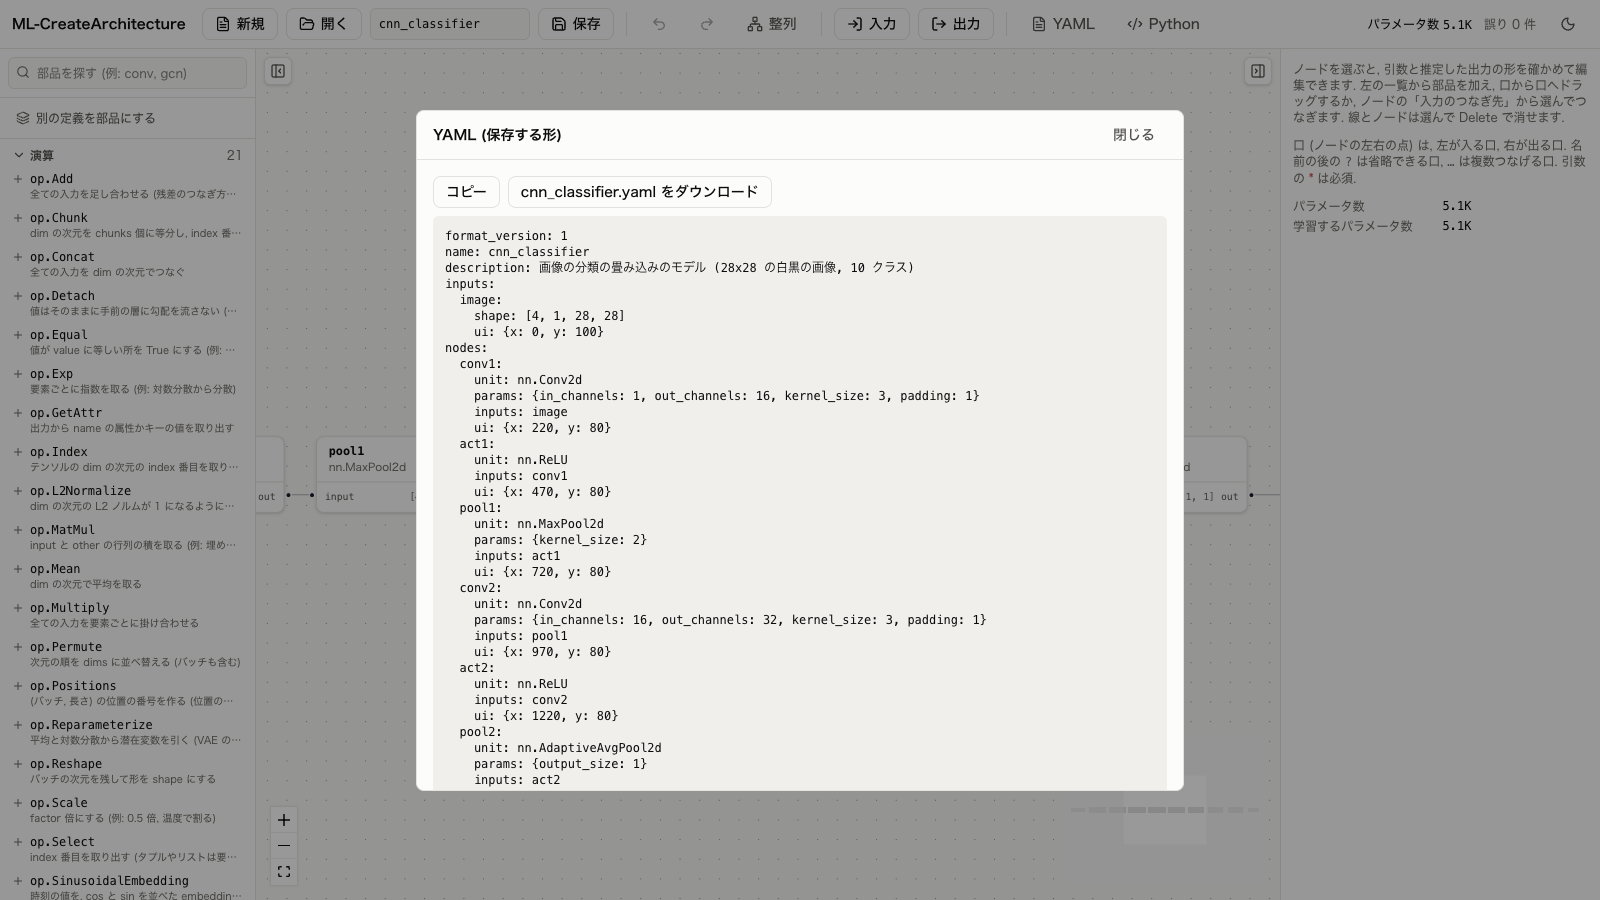 ML-CreateArchitecture
新規
開く
cnn_classifier
保存
整列
入力
出力
YAML
Python
パラメータ数 5.1K
誤り 0 件
部品を探す (例: conv, gcn)
別の定義を部品にする
演算 21
op.Add
全ての入力を足し合わせる (残差のつなぎ方…
op.Chunk
dim の次元を chunks 個に等分し, index 番…
op.Concat
全ての入力を dim の次元でつなぐ
op.Detach
値はそのままに手前の層に勾配を流さない (…
op.Equal
値が value に等しい所を True にする (例: …
op.Exp
要素ごとに指数を取る (例: 対数分散から分散)
op.GetAttr
出力から name の属性かキーの値を取り出す
op.Index
テンソルの dim の次元の index 番目を取り…
op.L2Normalize
dim の次元の L2 ノルムが 1 になるように…
op.MatMul
input と other の行列の積を取る (例: 埋め…
op.Mean
dim の次元で平均を取る
op.Multiply
全ての入力を要素ごとに掛け合わせる
op.Permute
次元の順を dims に並べ替える (バッチも含む)
op.Positions
(バッチ, 長さ) の位置の番号を作る (位置の…
op.Reparameterize
平均と対数分散から潜在変数を引く (VAE の…
op.Reshape
バッチの次元を残して形を shape にする
op.Scale
factor 倍にする (例: 0.5 倍, 温度で割る)
op.Select
index 番目を取り出す (タプルやリストは要…
op.SinusoidalEmbedding
時刻の値を, cos と sin を並べた embeddin…
out
pool1
nn.MaxPool2d
input
[
YAML (保存する形)
閉じる
コピー
cnn_classifier.yaml をダウンロード
format_version: 1
name: cnn_classifier
description: 画像の分類の畳み込みのモデル (28x28 の白黒の画像, 10 クラス)
inputs:
  image:
    shape: [4, 1, 28, 28]
    ui: {x: 0, y: 100}
nodes:
  conv1:
    unit: nn.Conv2d
    params: {in_channels: 1, out_channels: 16, kernel_size: 3, padding: 1}
    inputs: image
    ui: {x: 220, y: 80}
  act1:
    unit: nn.ReLU
    inputs: conv1
    ui: {x: 470, y: 80}
  pool1:
    unit: nn.MaxPool2d
    params: {kernel_size: 2}
    inputs: act1
    ui: {x: 720, y: 80}
  conv2:
    unit: nn.Conv2d
    params: {in_channels: 16, out_channels: 32, kernel_size: 3, padding: 1}
    inputs: pool1
    ui: {x: 970, y: 80}
  act2:
    unit: nn.ReLU
    inputs: conv2
    ui: {x: 1220, y: 80}
  pool2:
    unit: nn.AdaptiveAvgPool2d
    params: {output_size: 1}
    inputs: act2
d
1, 1] out
ノードを選ぶと, 引数と推定した出力の形を確かめて編
集できます. 左の一覧から部品を加え, 口から口へドラ
ッグするか, ノードの「入力のつなぎ先」から選んでつ
なぎます. 線とノードは選んで Delete で消せます.
口 (ノードの左右の点) は, 左が入る口, 右が出る口. 名
前の後の ? は省略できる口, … は複数つなげる口. 引数
の * は必須.
パラメータ数 5.1K
学習するパラメータ数 5.1K